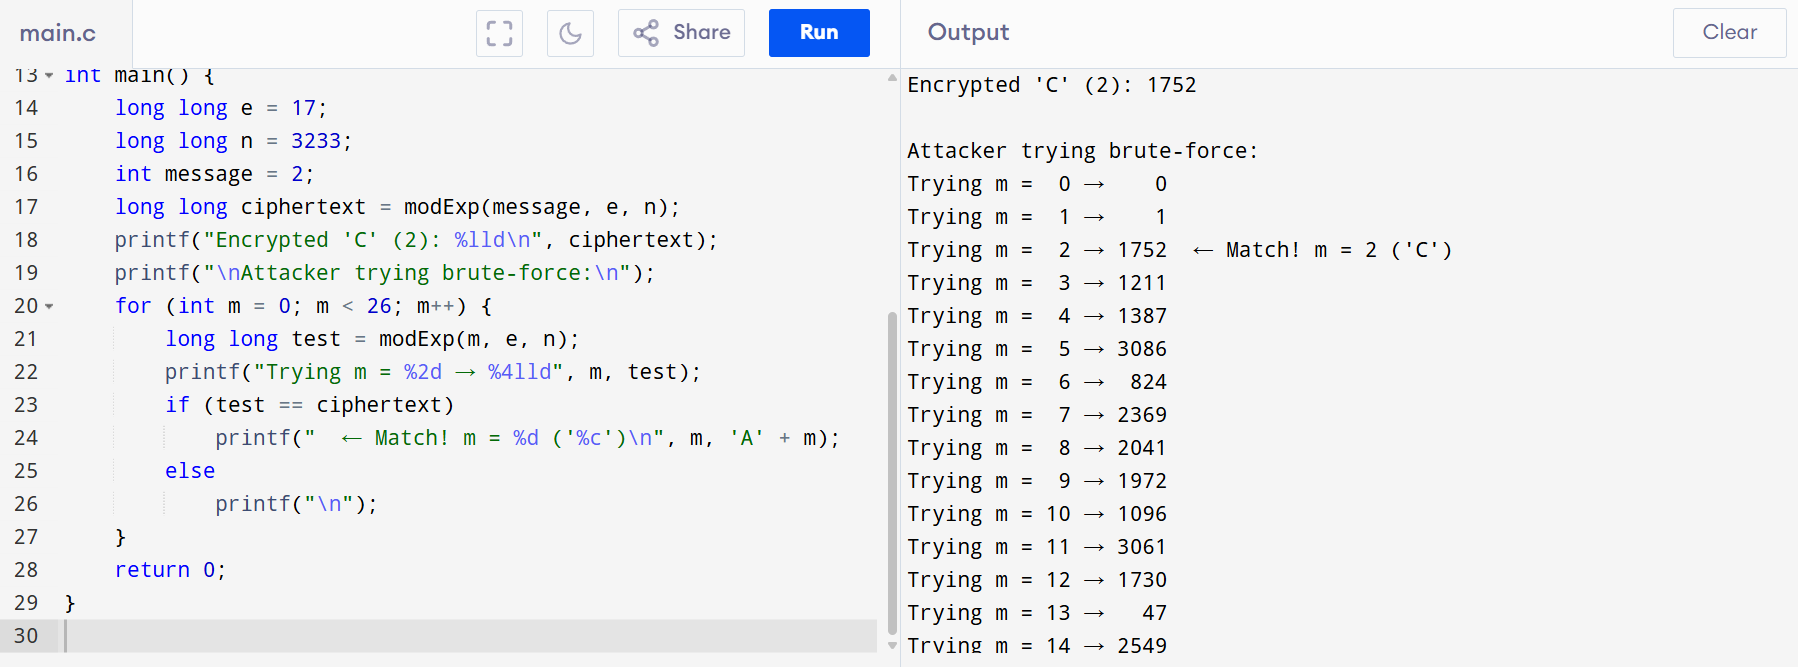 main.c
Share
Run
Output
Clear
13 int main() {
14 long long e = 17;
15 long long n = 3233;
16 int message = 2;
17 long long ciphertext = modExp(message, e, n);
18 printf("Encrypted 'C' (2): %lld\n", ciphertext);
19 printf("\nAttacker trying brute-force:\n");
20 for (int m = 0; m < 26; m++) {
21 long long test = modExp(m, e, n);
22 printf("Trying m = %2d → %4lld", m, test);
23 if (test == ciphertext)
24 printf("  ← Match! m = %d ('%c')\n", m, 'A' + m);
25 else
26 printf("\n");
27 }
28 return 0;
29 }
30
Encrypted 'C' (2): 1752
Attacker trying brute-force:
Trying m =  0 →    0
Trying m =  1 →    1
Trying m =  2 → 1752  ← Match! m = 2 ('C')
Trying m =  3 → 1211
Trying m =  4 → 1387
Trying m =  5 → 3086
Trying m =  6 →  824
Trying m =  7 → 2369
Trying m =  8 → 2041
Trying m =  9 → 1972
Trying m = 10 → 1096
Trying m = 11 → 3061
Trying m = 12 → 1730
Trying m = 13 →   47
Trying m = 14 → 2549